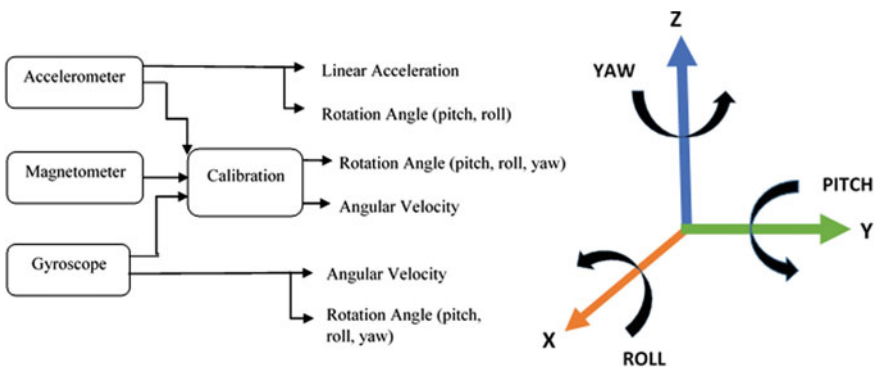 Accelerometer
Linear Acceleration
Rotation Angle (pitch, roll)
Magnetometer
Calibration
Rotation Angle (pitch, roll, yaw)
Angular Velocity
Gyroscope
Angular Velocity
Rotation Angle (pitch,
roll, yaw)
Z
YAW
PITCH
Y
X
ROLL